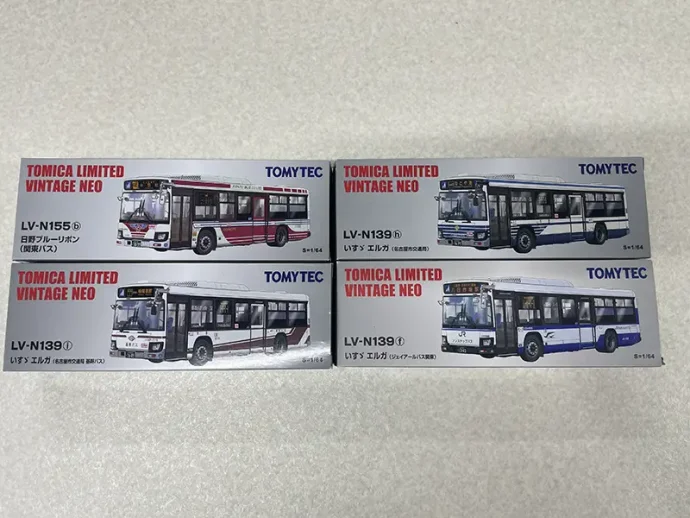 TOMICA LIMITED
VINTAGE NEO
TOMYTEC
LV-N155ⓑ
日野ブルーリボン
(関東バス)
S=1/64
TOMICA LIMITED
VINTAGE NEO
TOMYTEC
LV-N139ⓗ
いすゞ エルガ (名古屋市交通局)
S=1/64
TOMICA LIMITED
VINTAGE NEO
TOMYTEC
LV-N139ⓘ
いすゞ エルガ (名古屋市交通局 基幹バス)
S=1/64
TOMICA LIMITED
VINTAGE NEO
TOMYTEC
LV-N139ⓕ
いすゞ エルガ (ジェイアールバス関東)
JR
S=1/64